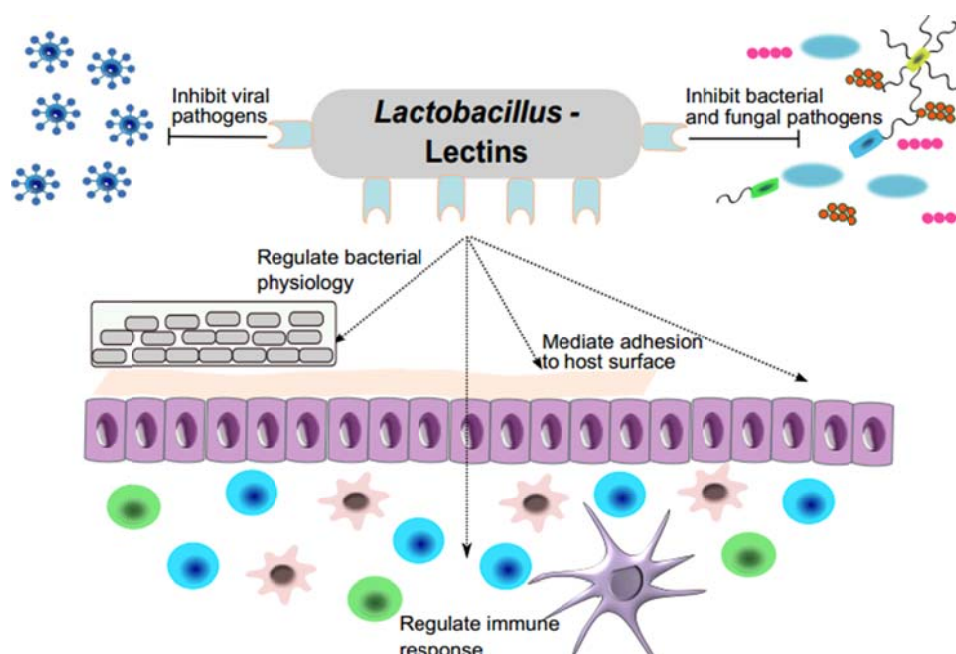 Inhibit viral
pathogens
Lactobacillus -
Lectins
Inhibit bacterial
and fungal pathogens
Regulate bacterial
physiology
Mediate adhesion
to host surface
Regulate immune
response